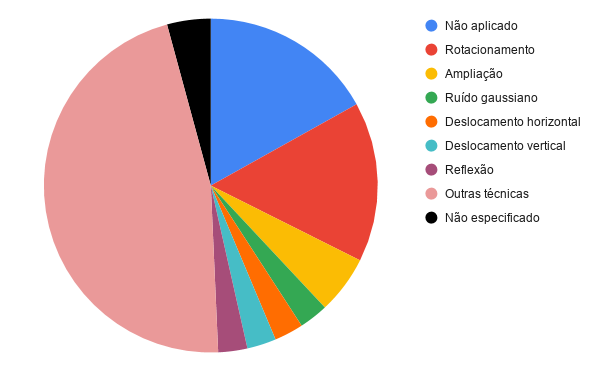 Não aplicado
Rotacionamento
Ampliação
Ruído gaussiano
Deslocamento horizontal
Deslocamento vertical
Reflexão
Outras técnicas
Não especificado